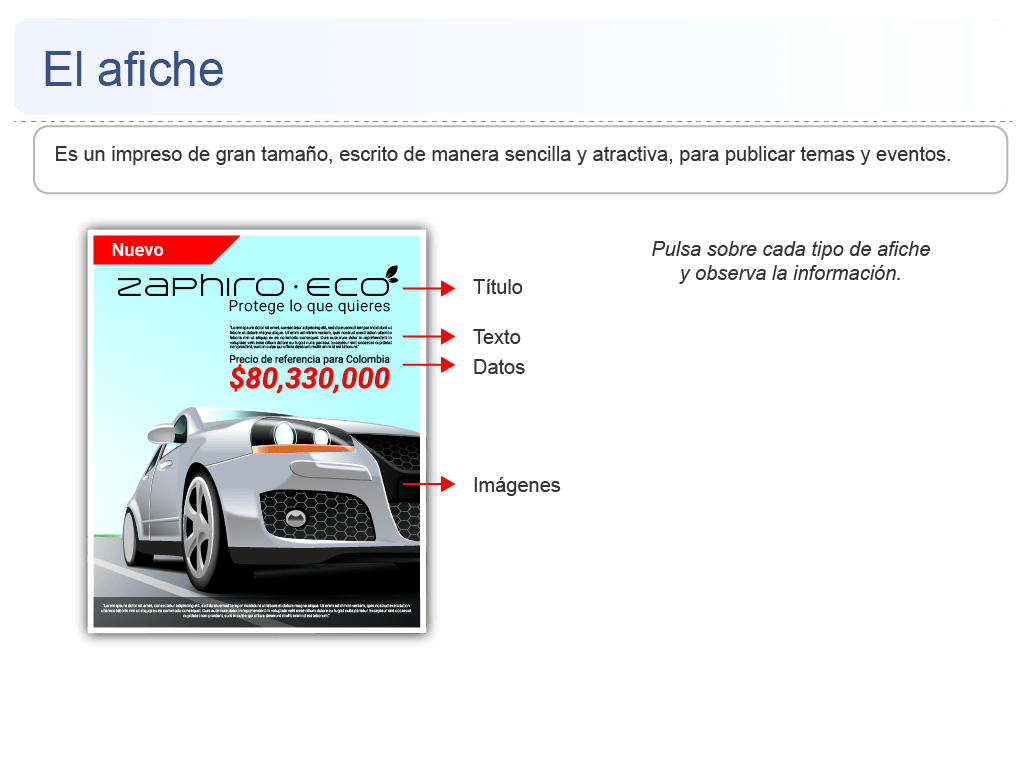 El afiche
Es un impreso de gran tamaño, escrito de manera sencilla y atractiva, para publicar temas y eventos.
Pulsa sobre cada tipo de afiche
y observa la información.
Nuevo
zaphiro · eco
Protege lo que quieres
Precio de referencia para Colombia
$80,330,000
Título
Texto
Datos
Imágenes